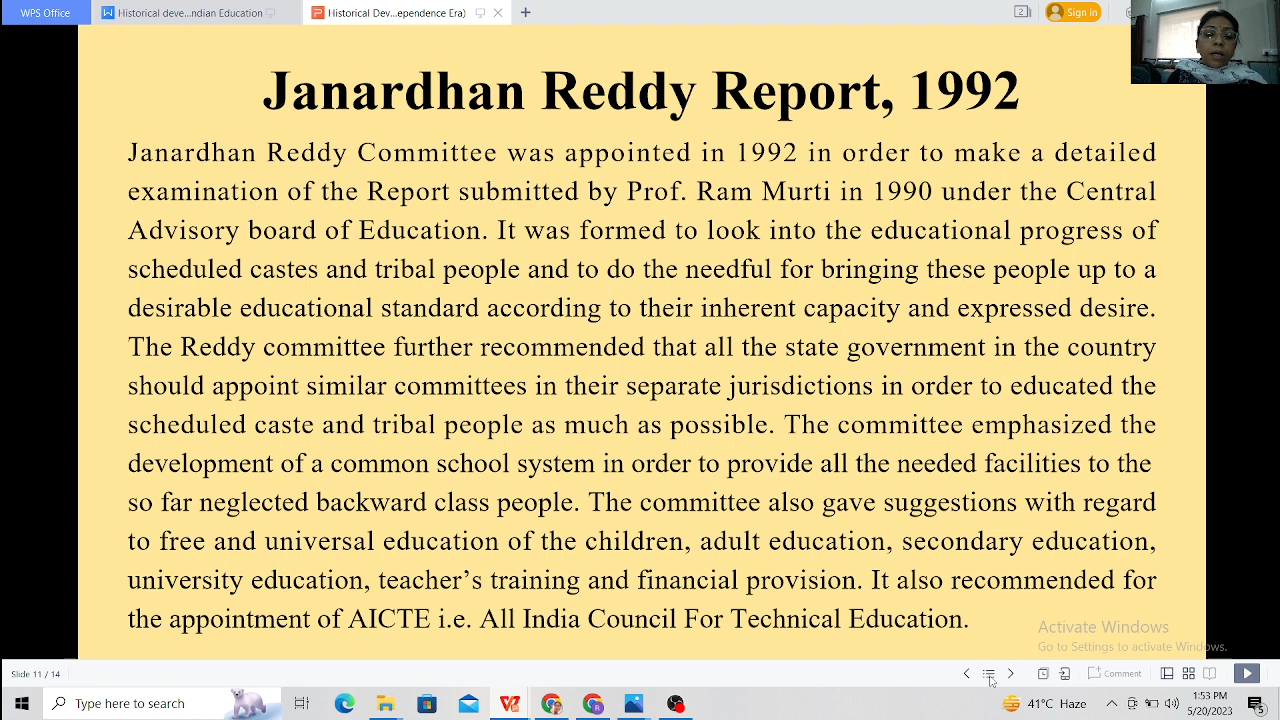 WPS Office
Historical deve...ndian Education
Historical Dev...ependence Era)
Sign in
Janardhan Reddy Report, 1992
Janardhan Reddy Committee was appointed in 1992 in order to make a detailed
examination of the Report submitted by Prof. Ram Murti in 1990 under the Central
Advisory board of Education. It was formed to look into the educational progress of
scheduled castes and tribal people and to do the needful for bringing these people up to a
desirable educational standard according to their inherent capacity and expressed desire.
The Reddy committee further recommended that all the state government in the country
should appoint similar committees in their separate jurisdictions in order to educated the
scheduled caste and tribal people as much as possible. The committee emphasized the
development of a common school system in order to provide all the needed facilities to the
so far neglected backward class people. The committee also gave suggestions with regard
to free and universal education of the children, adult education, secondary education,
university education, teacher’s training and financial provision. It also recommended for
the appointment of AICTE i.e. All India Council For Technical Education.
Activate Windows
Go to Settings to activate Windows.
Slide 11 / 14
Comment
Type here to search
41°C Haze
1:53 PM
5/20/2023
5